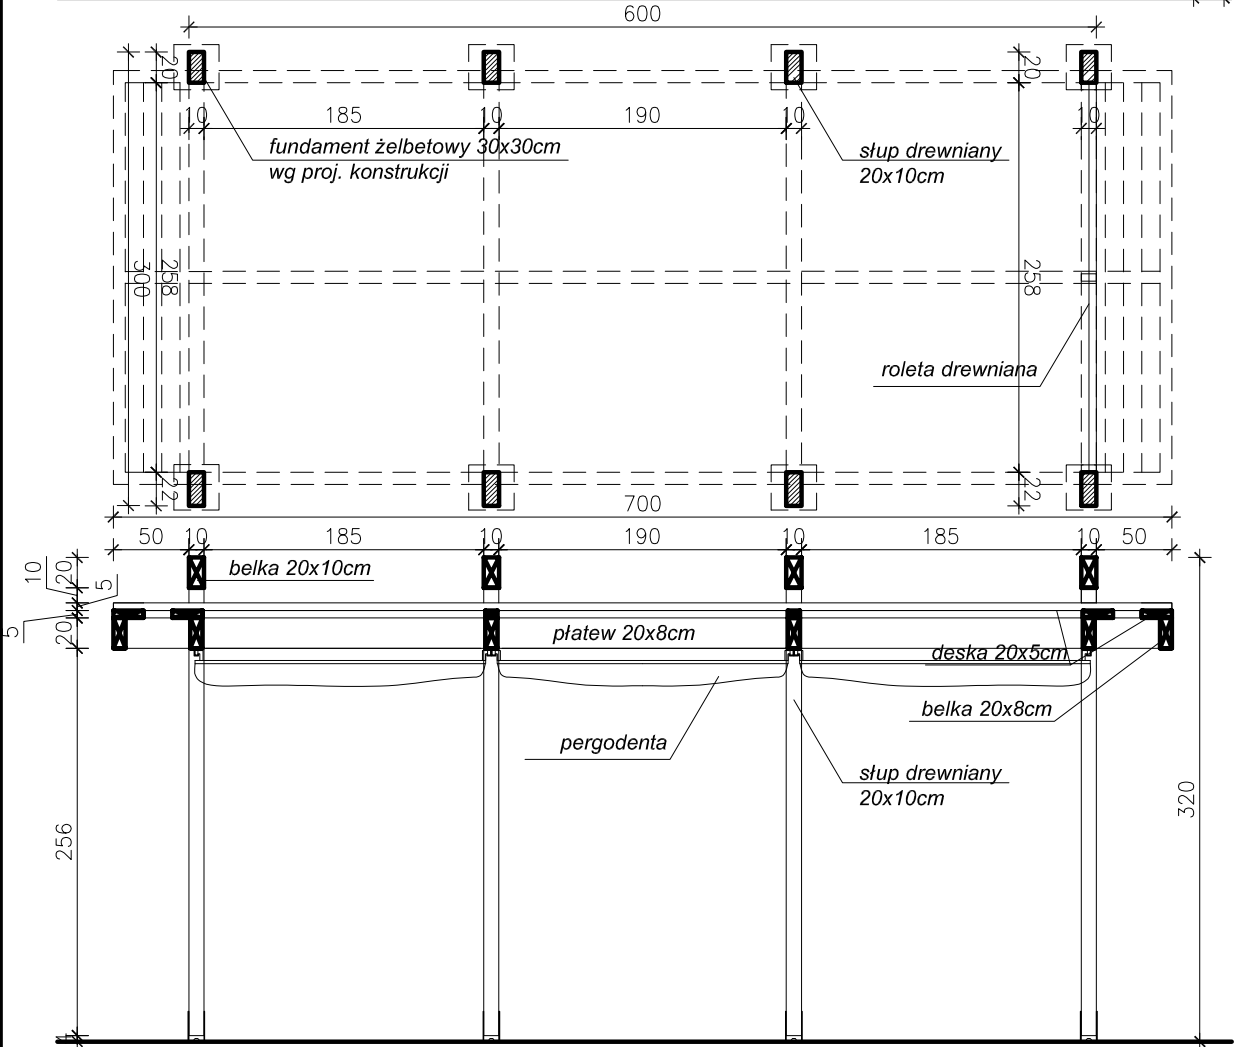 600
20
20
10
185
10
190
10
10
fundament żelbetowy 30x30cm
wg proj. konstrukcji
słup drewniany
20x10cm
300
258
258
roleta drewniana
22
22
700
50
10
185
10
190
10
185
10
50
10
20
5
5
20
belka 20x10cm
płatew 20x8cm
deska 20x5cm
belka 20x8cm
pergodenta
słup drewniany
20x10cm
256
320